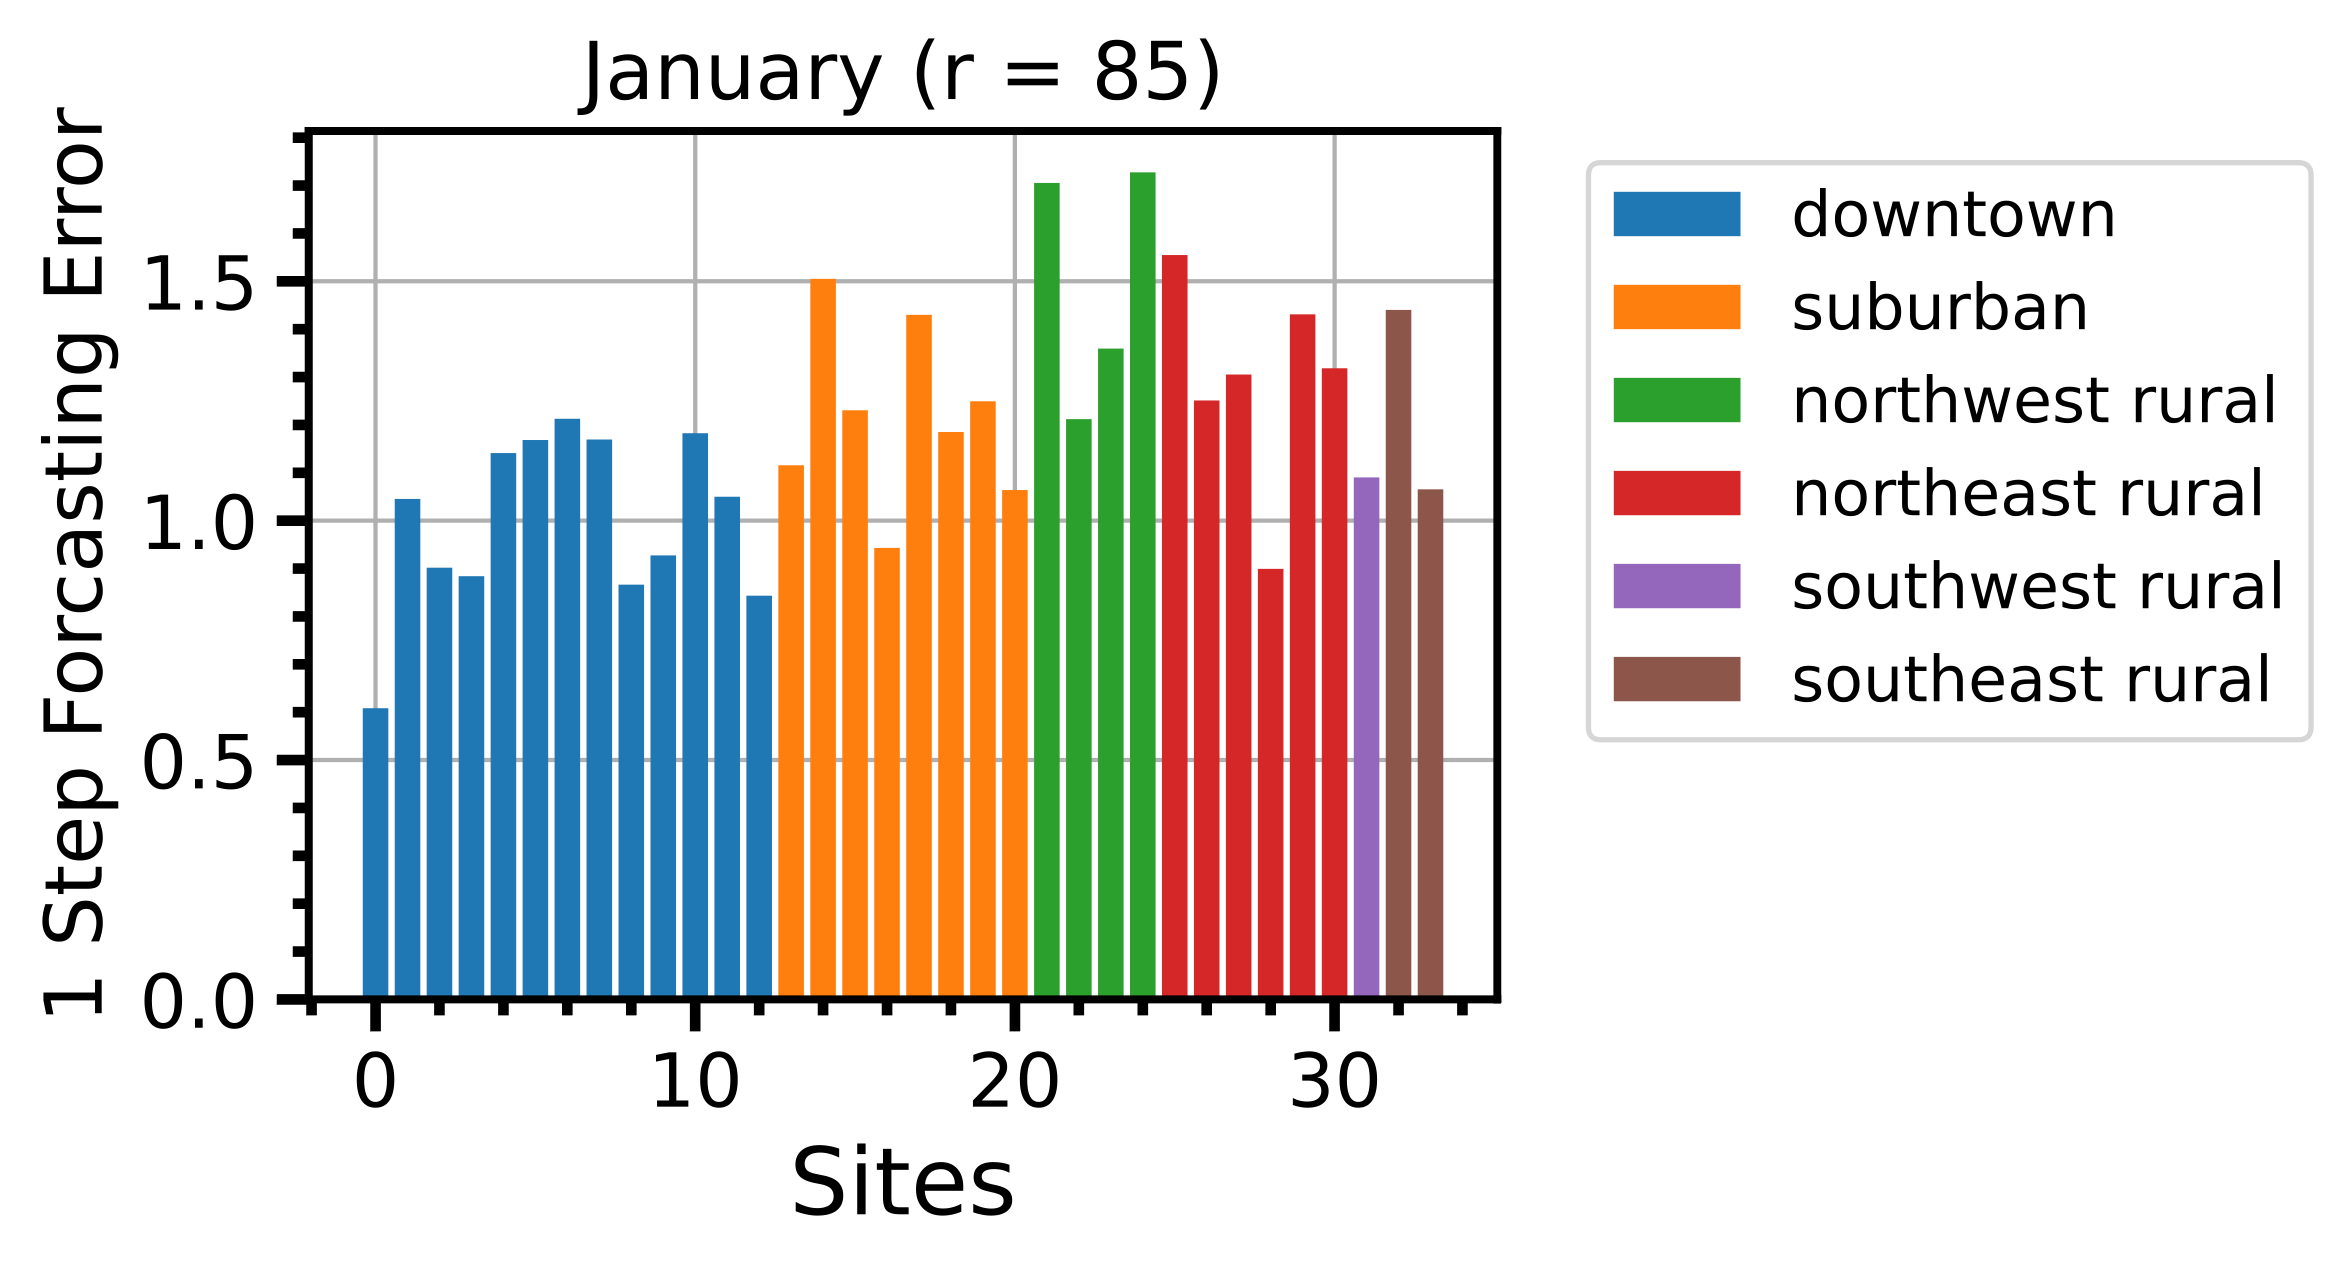 January (r = 85)
1 Step Forcasting Error
1.5
1.0
0.5
0.0
0 10 20 30
Sites
downtown
suburban
northwest rural
northeast rural
southwest rural
southeast rural